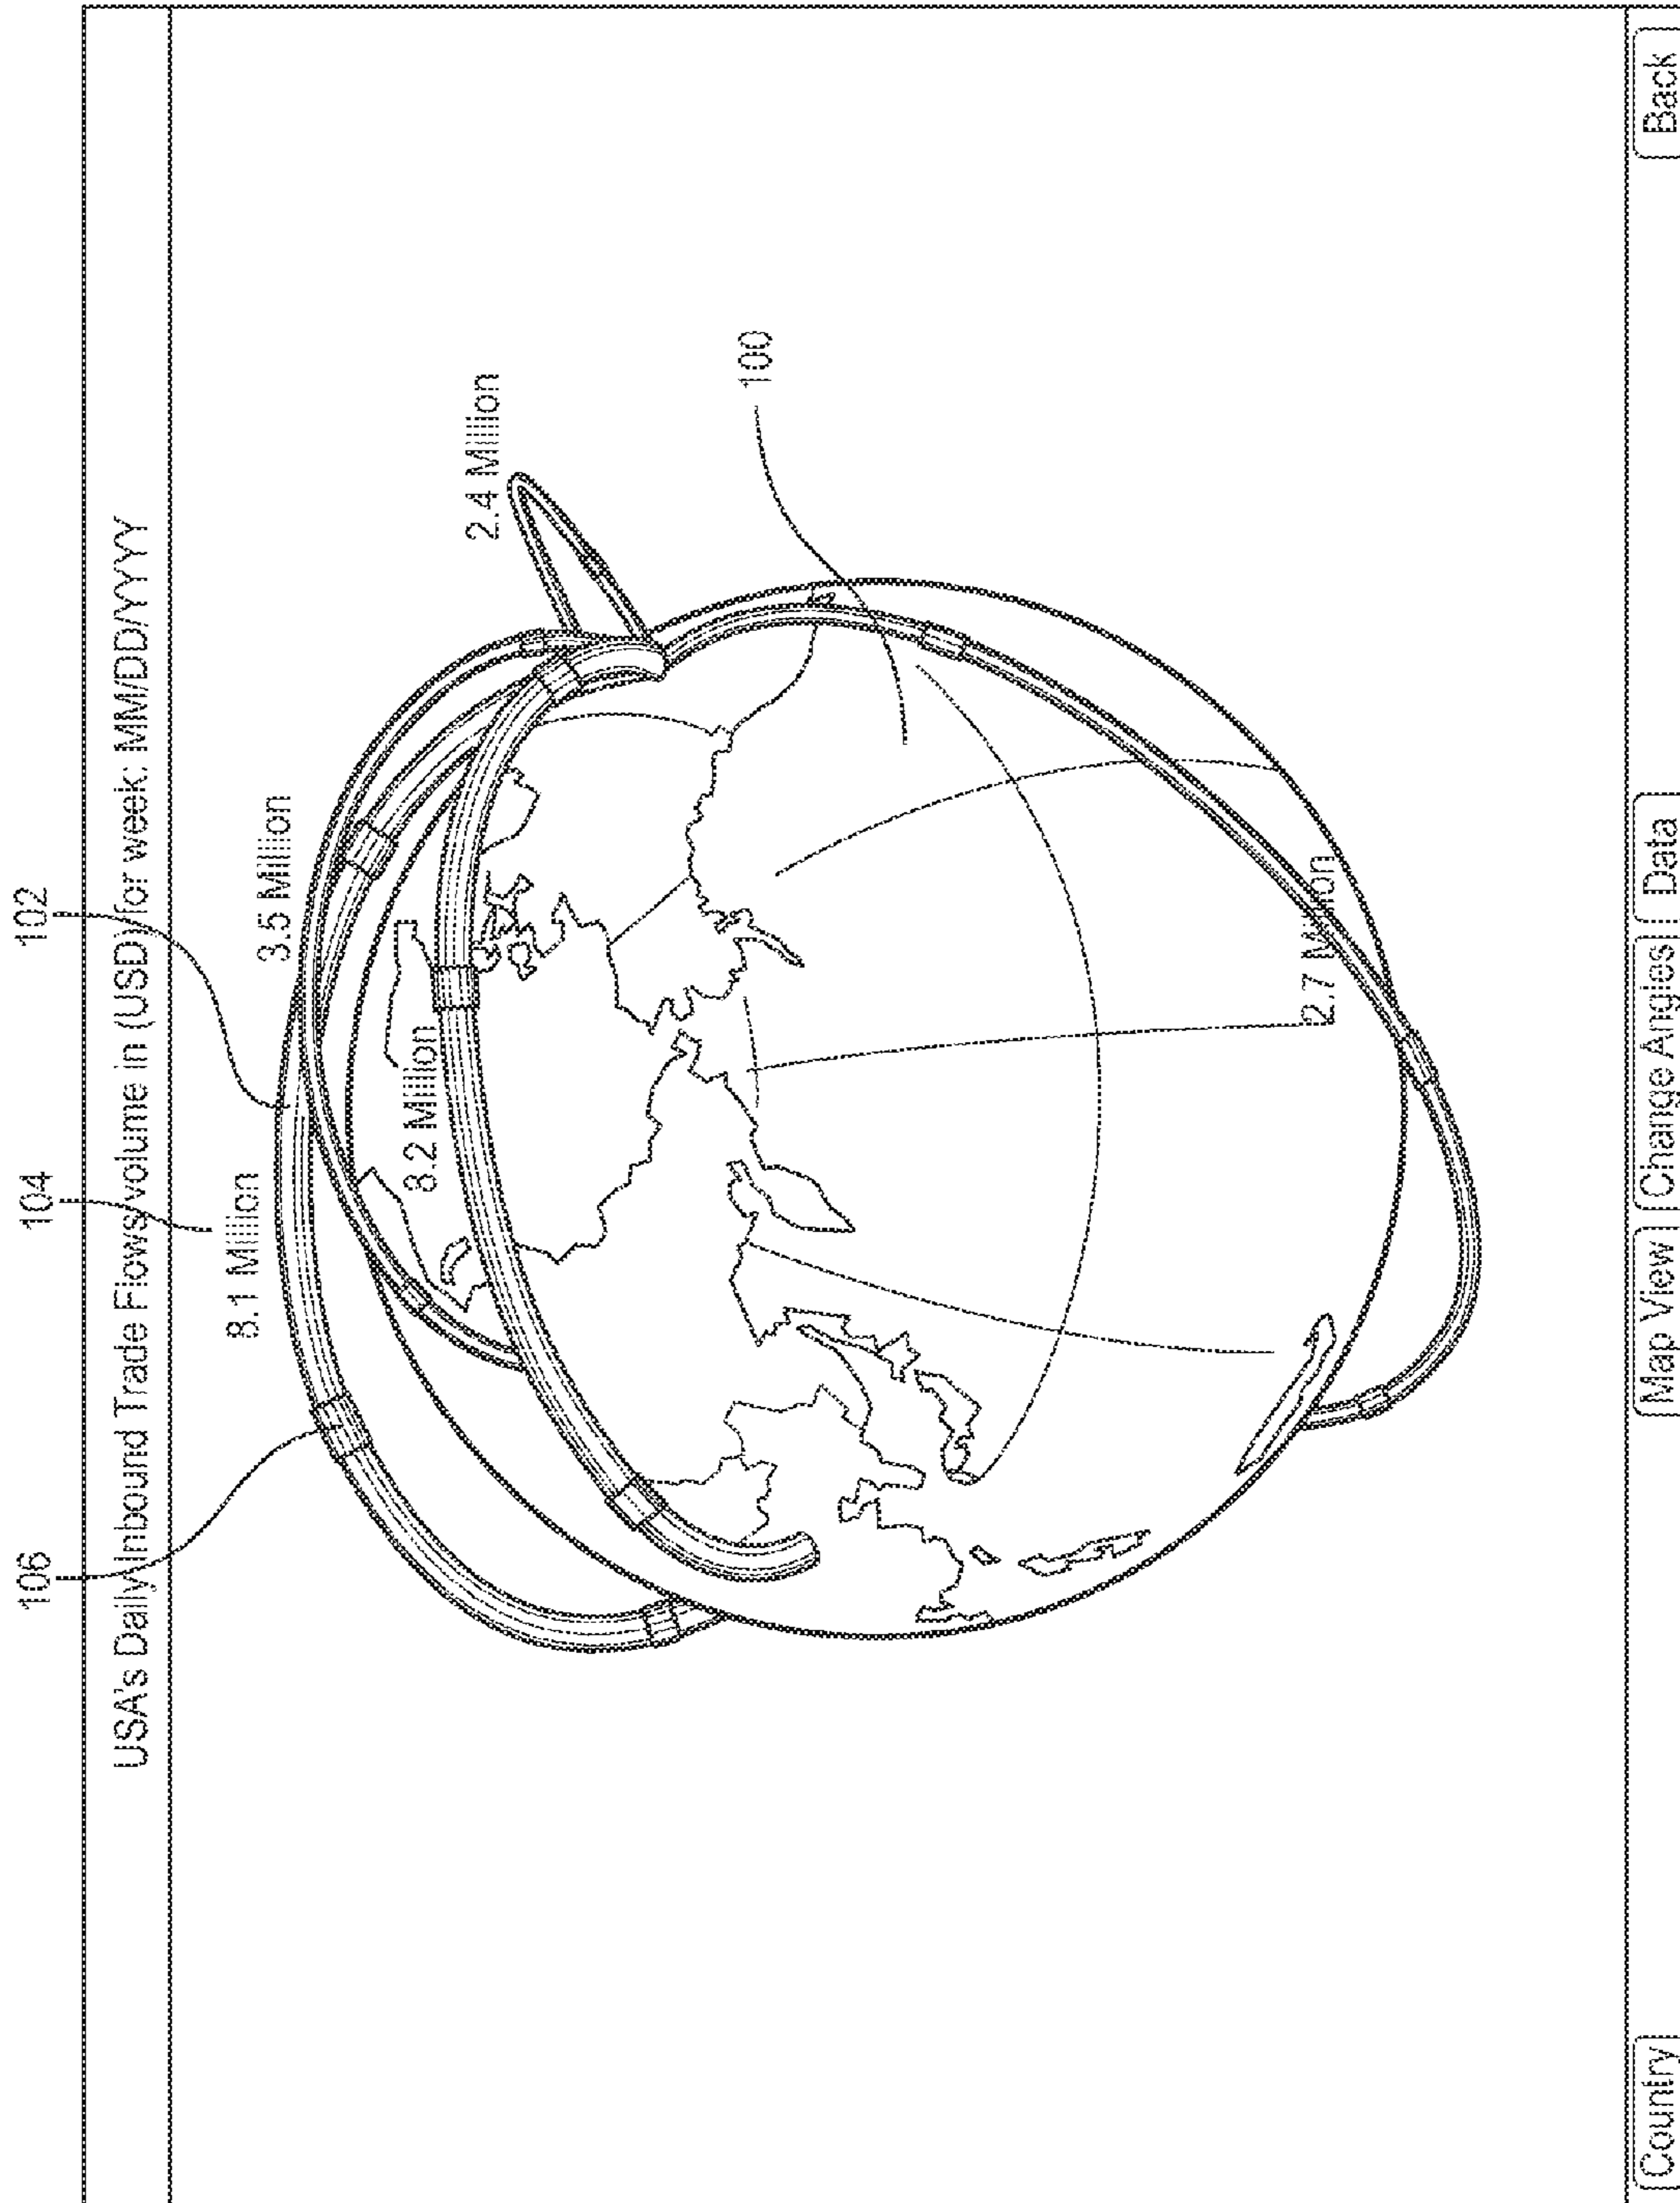 106
104
102
USA's Daily Inbound Trade Flows/volume in (USD) for week: MM/DD/YYYY
8.1 Million
3.5 Million
8.2 Million
2.4 Million
100
2.7 Million
Country
Map View
Change Angles
Data
Back